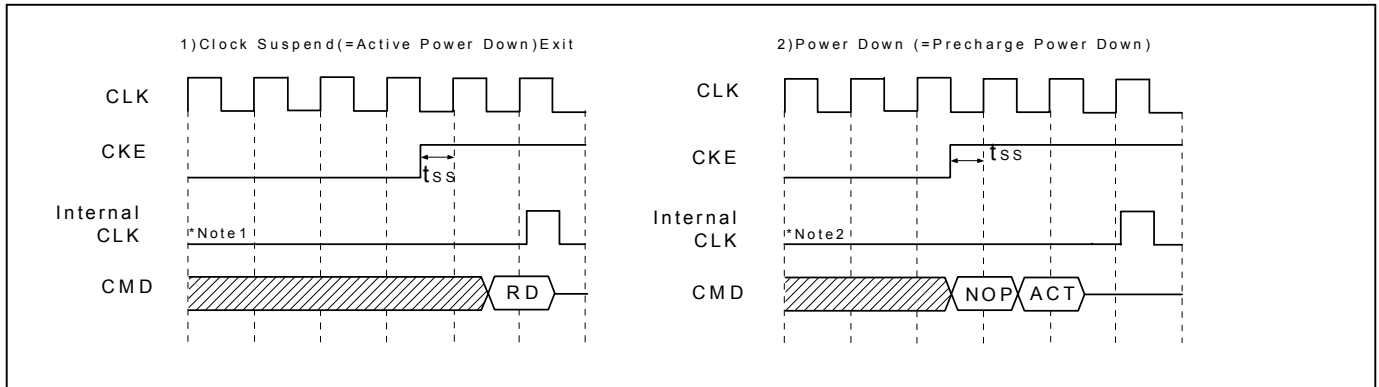 1)Clock Suspend(=Active Power Down)Exit
CLK
CKE
tss
Internal
CLK
*Note1
CMD
RD
2)Power Down (=Precharge Power Down)
CLK
CKE
tss
Internal
CLK
*Note2
CMD
NOP
ACT